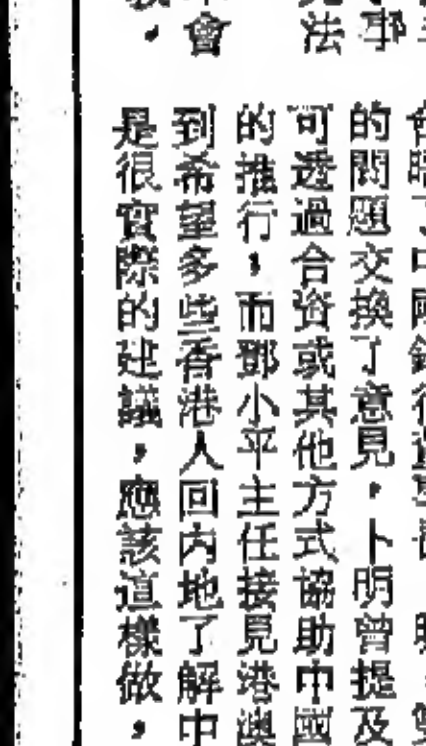 事
法
會
，
的問題交換了意見，卜明曾提及
可透過合資或其他方式協助中國
的推行，而鄧小平主任接見港澳
到希望多些香港人回內地了解中
是很實際的建議，應該這樣做，